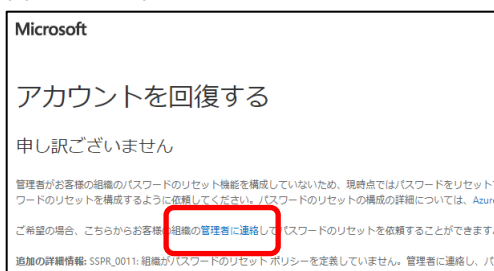 Microsoft
アカウントを回復する
申し訳ございません
管理者がお客様の組織のパスワードのリセット機能を構成していないため、現時点ではパスワードをリセットで
ワードのリセットを構成するように依頼してください。パスワードのリセットの構成の詳細については、Azure
ご希望の場合、こちらからお客様の組織の管理者に連絡してパスワードのリセットを依頼することができます
追加の詳細情報: SSPR_0011: 組織がパスワードのリセット ポリシーを定義していません。管理者に連絡し、パ